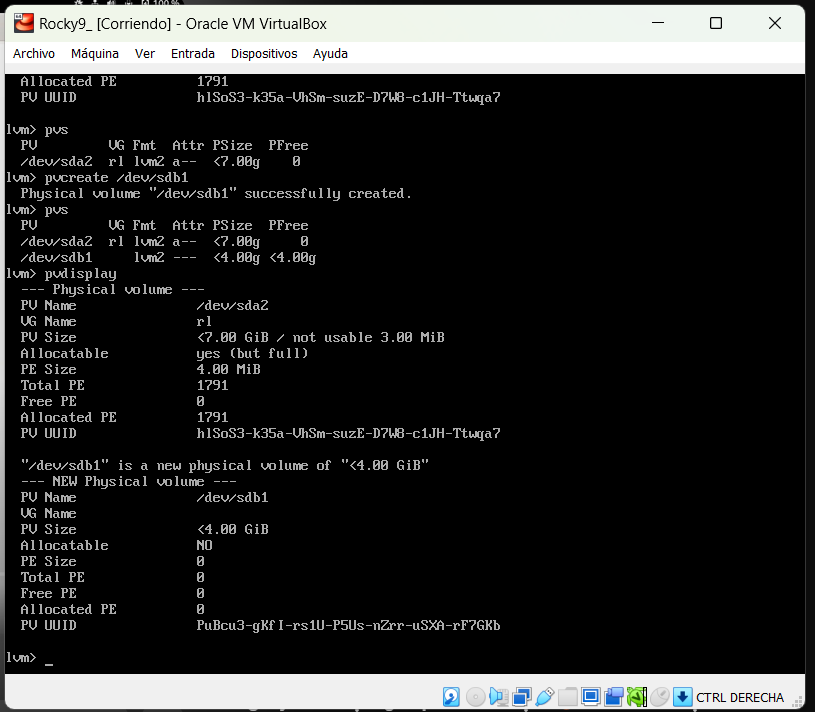 Rocky9_ [Corriendo] - Oracle VM VirtualBox
Archivo Máquina Ver Entrada Dispositivos Ayuda
Allocated PE 1791
PV UUID hlSoS3-k35a-VhSm-suzE-D7W8-c1JH-Ttwqa7
lvm> pvs
PV VG Fmt Attr PSize PFree
/dev/sda2 rl lvm2 a-- <7.00g 0
lvm> pvcreate /dev/sdb1
Physical volume "/dev/sdb1" successfully created.
lvm> pvs
PV VG Fmt Attr PSize PFree
/dev/sda2 rl lvm2 a-- <7.00g 0
/dev/sdb1 lvm2 --- <4.00g <4.00g
lvm> pvdisplay
--- Physical volume ---
PV Name /dev/sda2
VG Name rl
PV Size <7.00 GiB / not usable 3.00 MiB
Allocatable yes (but full)
PE Size 4.00 MiB
Total PE 1791
Free PE 0
Allocated PE 1791
PV UUID hlSoS3-k35a-VhSm-suzE-D7W8-c1JH-Ttwqa7
"/dev/sdb1" is a new physical volume of "<4.00 GiB"
--- NEW Physical volume ---
PV Name /dev/sdb1
VG Name
PV Size <4.00 GiB
Allocatable NO
PE Size 0
Total PE 0
Free PE 0
Allocated PE 0
PV UUID PuBcu3-gKfI-rs1U-P5Us-nZrr-uSXA-rF7GKb
lvm> _
CTRL DERECHA